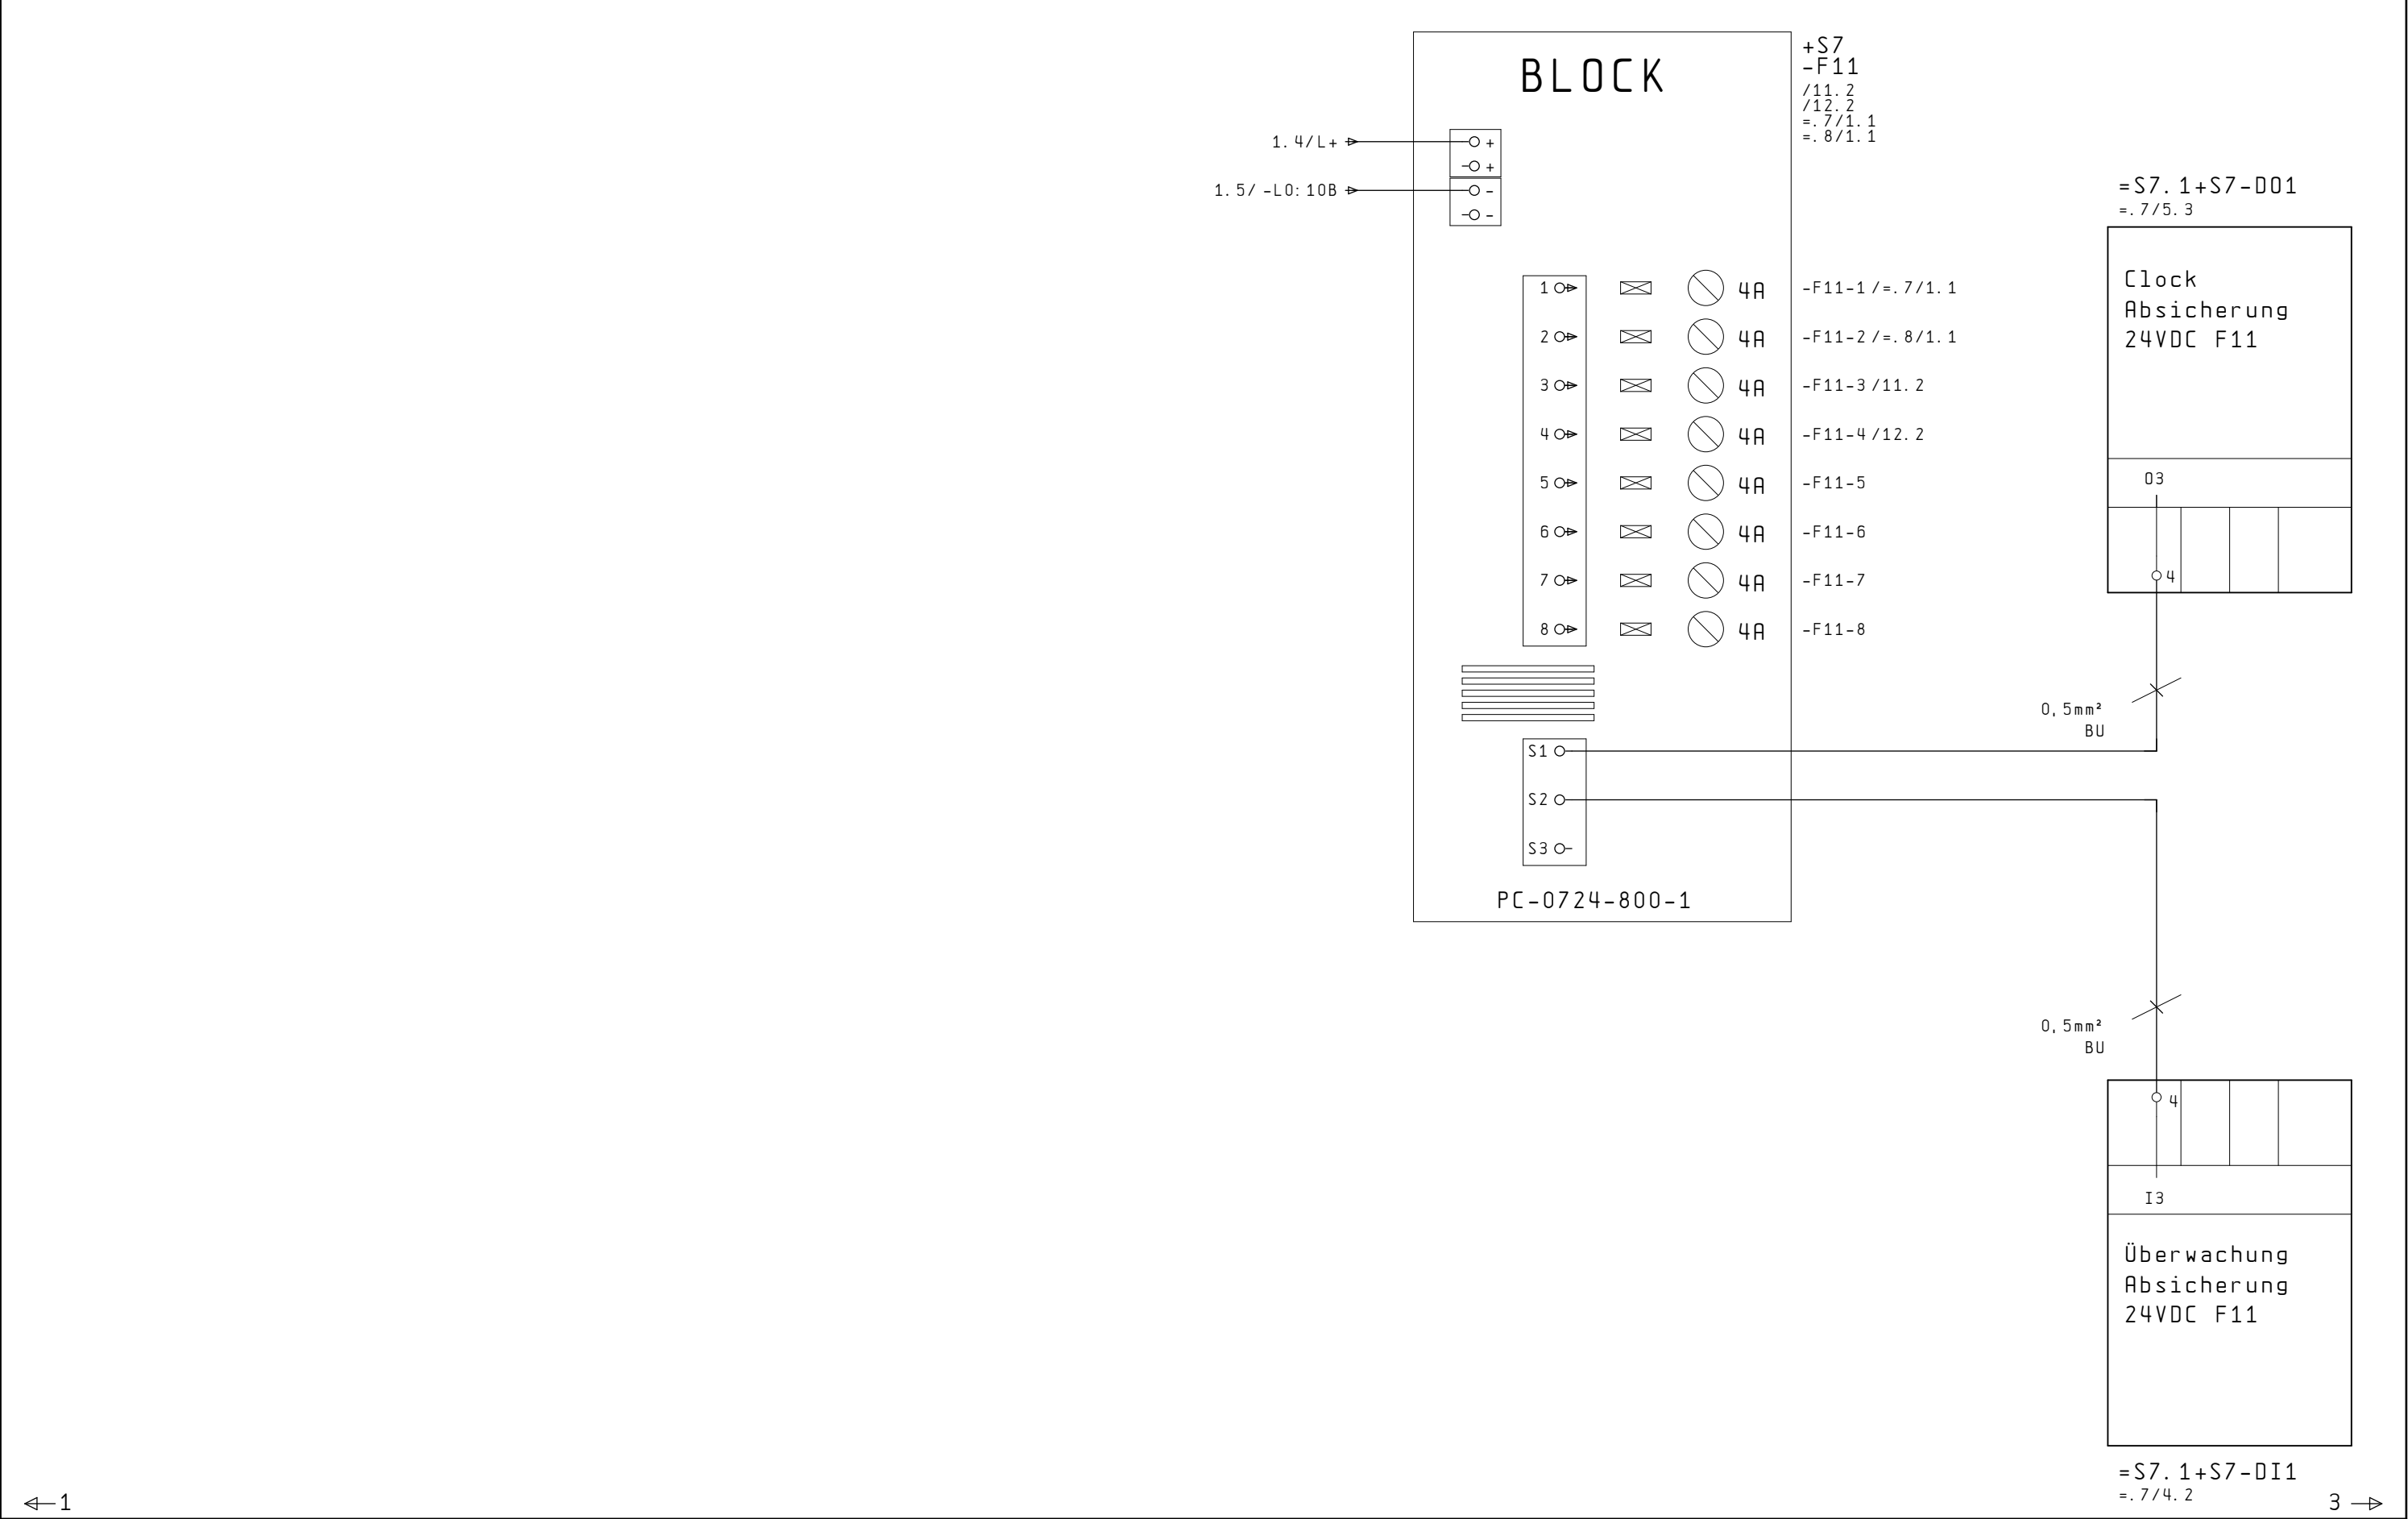 BLOCK
+S7
-F11
/11.2
/12.2
=.7/1.1
=.8/1.1
1.4/L+
+
+
1.5/ -L0:10B
-
-
=S7.1+S7-DO1
=.7/5.3
Clock
Absicherung
24VDC F11
1 4A -F11-1 /=.7/1.1
2 4A -F11-2 /=.8/1.1
3 4A -F11-3 /11.2
4 4A -F11-4 /12.2
5 4A -F11-5
6 4A -F11-6
7 4A -F11-7
8 4A -F11-8
O3
4
0,5mm²
BU
S1
S2
S3
PC-0724-800-1
0,5mm²
BU
4
I3
Überwachung
Absicherung
24VDC F11
=S7.1+S7-DI1
=.7/4.2
1
3